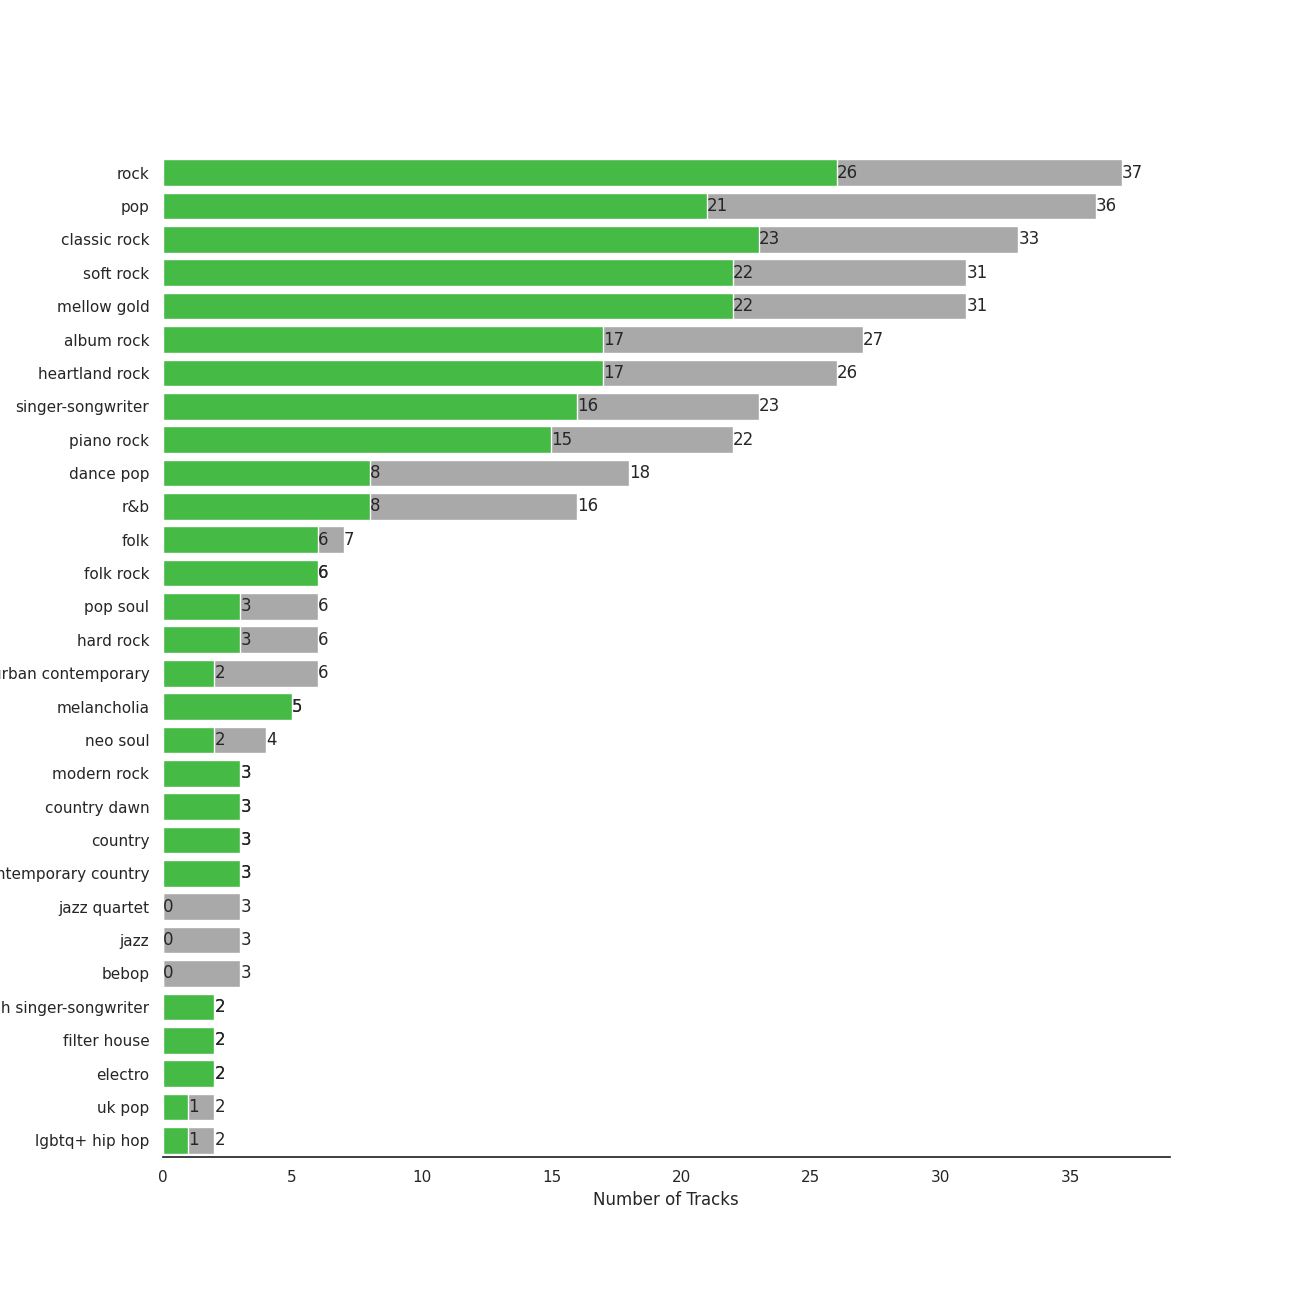 rock 26 37
pop 21 36
classic rock 23 33
soft rock 22 31
mellow gold 22 31
album rock 17 27
heartland rock 17 26
singer-songwriter 16 23
piano rock 15 22
dance pop 8 18
r&b 8 16
folk 6 7
folk rock 6
pop soul 3 6
hard rock 3 6
rban contemporary 2 6
melancholia 5
neo soul 2 4
modern rock 3
country dawn 3
country 3
ntemporary country 3
jazz quartet 0 3
jazz 0 3
bebop 0 3
h singer-songwriter 2
filter house 2
electro 2
uk pop 1 2
lgbtq+ hip hop 1 2
0 5 10 15 20 25 30 35
Number of Tracks